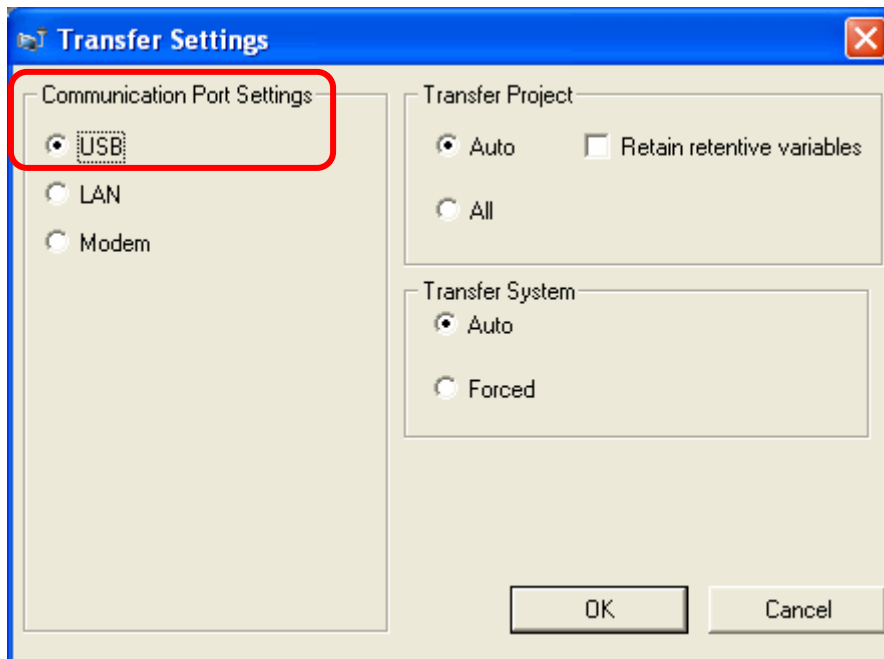 Transfer Settings
Communication Port Settings
USB
LAN
Modem
Transfer Project
Auto
Retain retentive variables
All
Transfer System
Auto
Forced
OK
Cancel